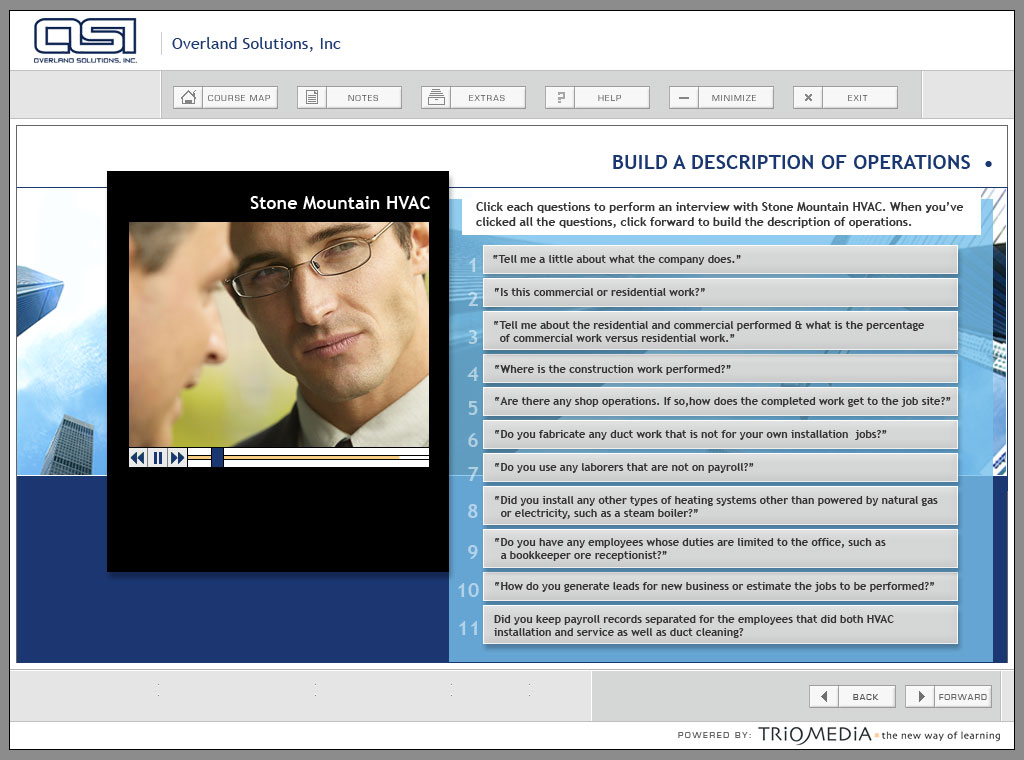 OSI
OVERLAND SOLUTIONS, INC.
Overland Solutions, Inc
COURSE MAP
NOTES
EXTRAS
HELP
MINIMIZE
EXIT
BUILD A DESCRIPTION OF OPERATIONS
Stone Mountain HVAC
Click each questions to perform an interview with Stone Mountain HVAC. When you’ve
clicked all the questions, click forward to build the description of operations.
1 “Tell me a little about what the company does.”
2 “Is this commercial or residential work?”
3 “Tell me about the residential and commercial performed & what is the percentage
of commercial work versus residential work.”
4 “Where is the construction work performed?”
5 “Are there any shop operations. If so,how does the completed work get to the job site?”
6 “Do you fabricate any duct work that is not for your own installation jobs?”
7 “Do you use any laborers that are not on payroll?”
8 “Did you install any other types of heating systems other than powered by natural gas
or electricity, such as a steam boiler?”
9 “Do you have any employees whose duties are limited to the office, such as
a bookkeeper ore receptionist?”
10 “How do you generate leads for new business or estimate the jobs to be performed?”
11 Did you keep payroll records separated for the employees that did both HVAC
installation and service as well as duct cleaning?
BACK
FORWARD
POWERED BY: TRIOMEDIA the new way of learning